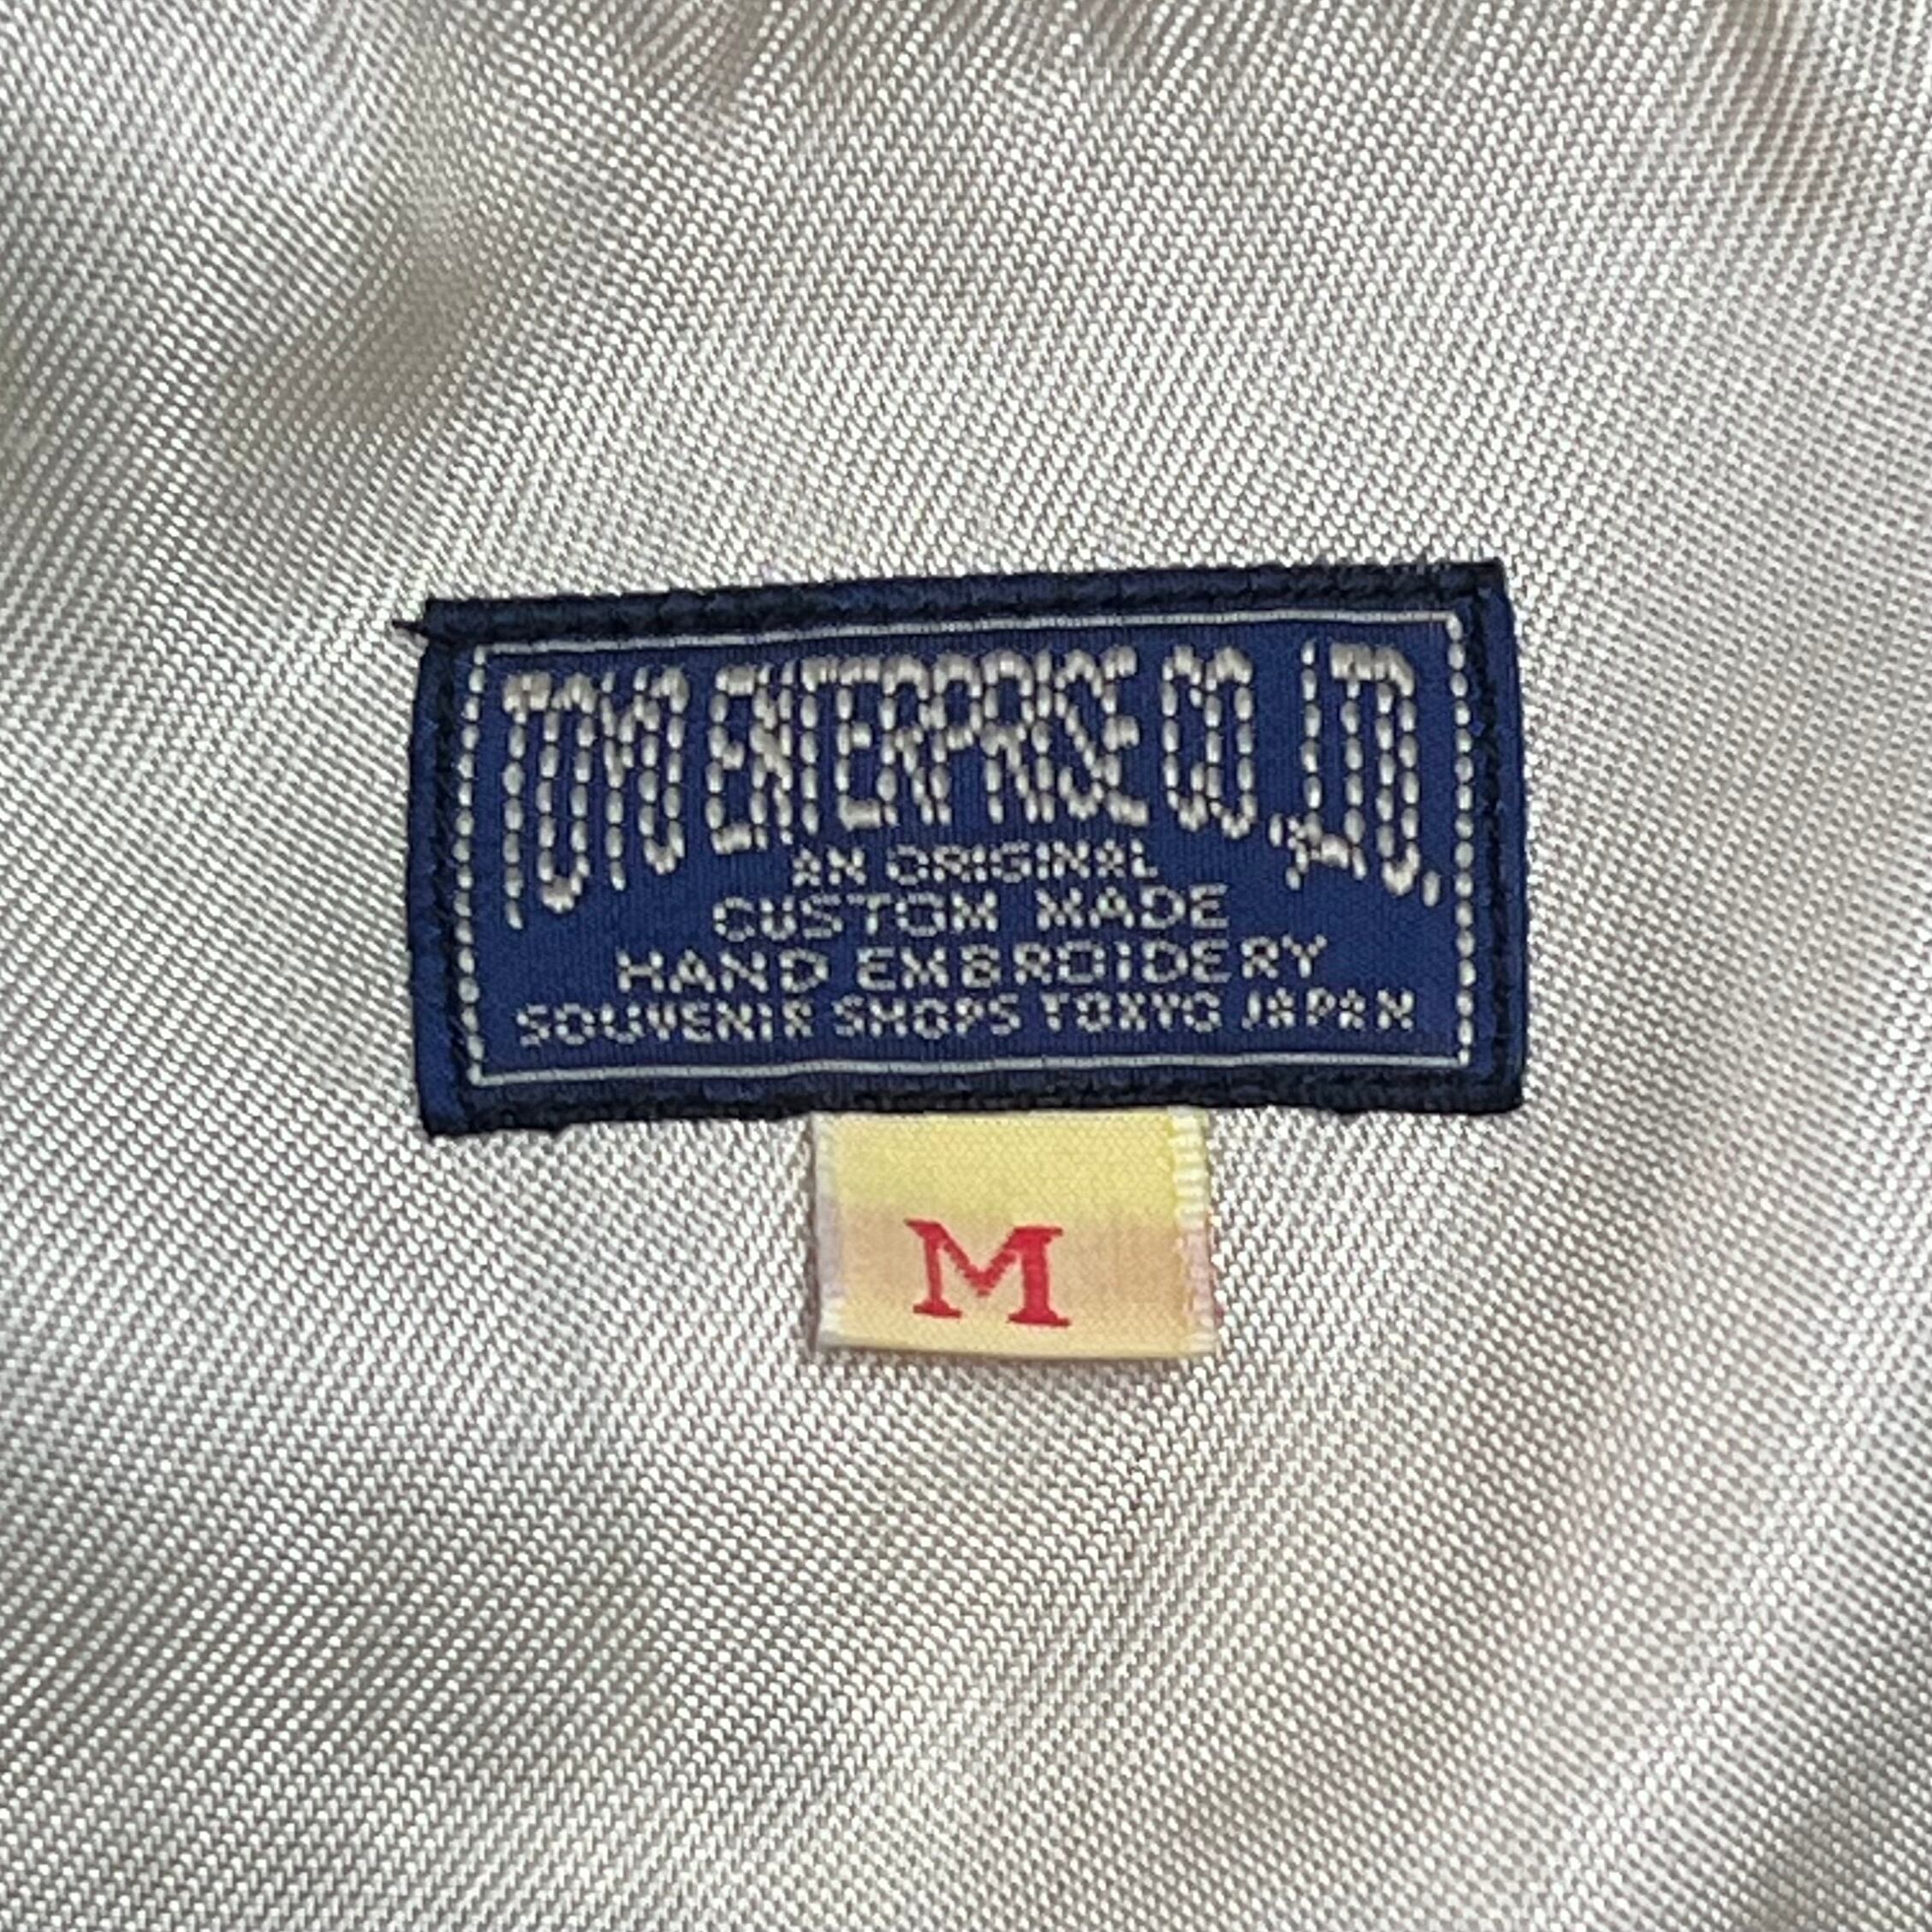 TOYO ENTERPRISE CO., LTD.
AN ORIGINAL
CUSTOM MADE
HAND EMBROIDERY
SOUVENIR SHOPS TOKYO JAPAN
M